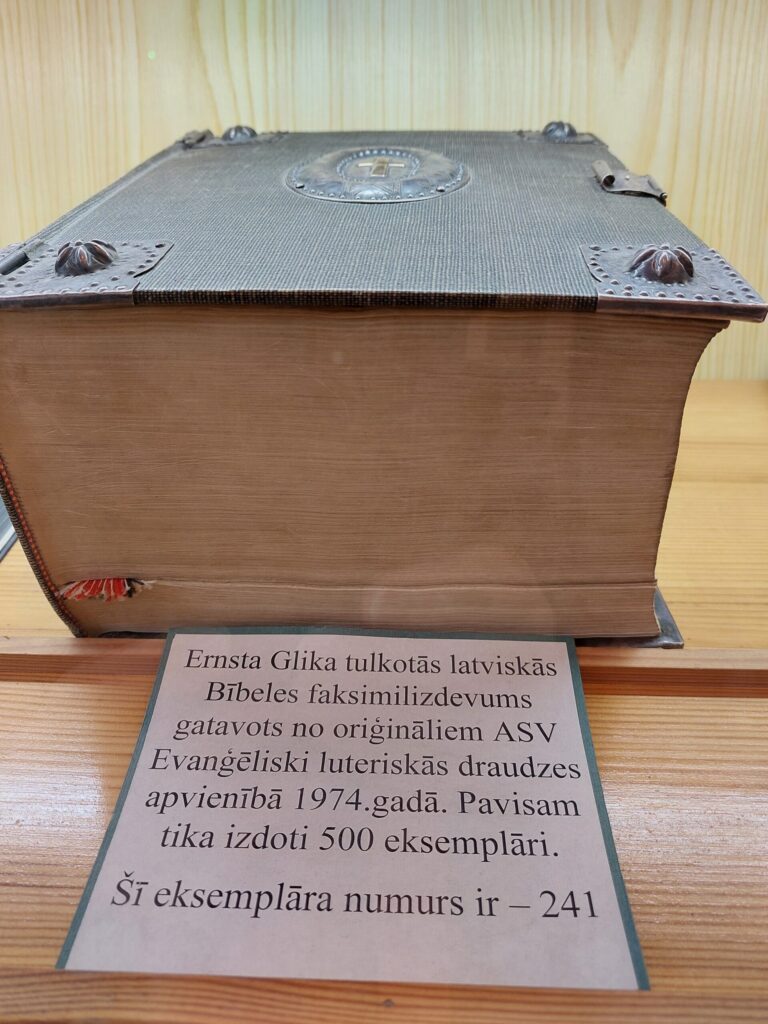 Ernsta Glika tulkotās latviskās
Bībeles faksimilizdevums
gatavots no oriģināliem ASV
Evaņģēliski luteriskās draudzes
apvienībā 1974.gadā. Pavisam
tika izdoti 500 eksemplāri.
Šī eksemplāra numurs ir – 241